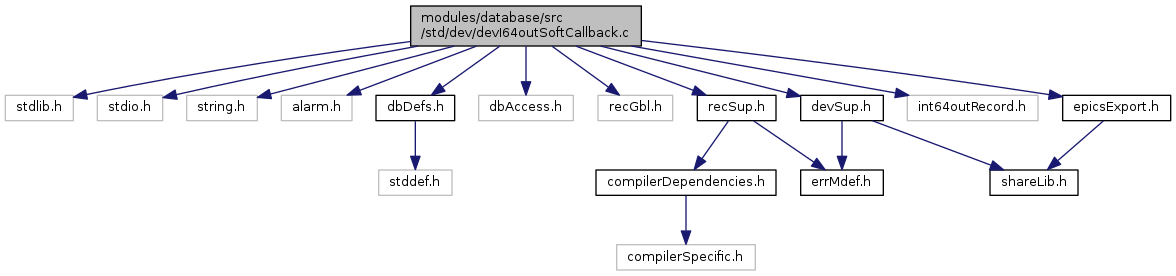 modules/database/src
/std/dev/devI64outSoftCallback.c
stdlib.h
stdio.h
string.h
alarm.h
dbDefs.h
dbAccess.h
recGbl.h
recSup.h
devSup.h
int64outRecord.h
epicsExport.h
stddef.h
compilerDependencies.h
errMdef.h
shareLib.h
compilerSpecific.h